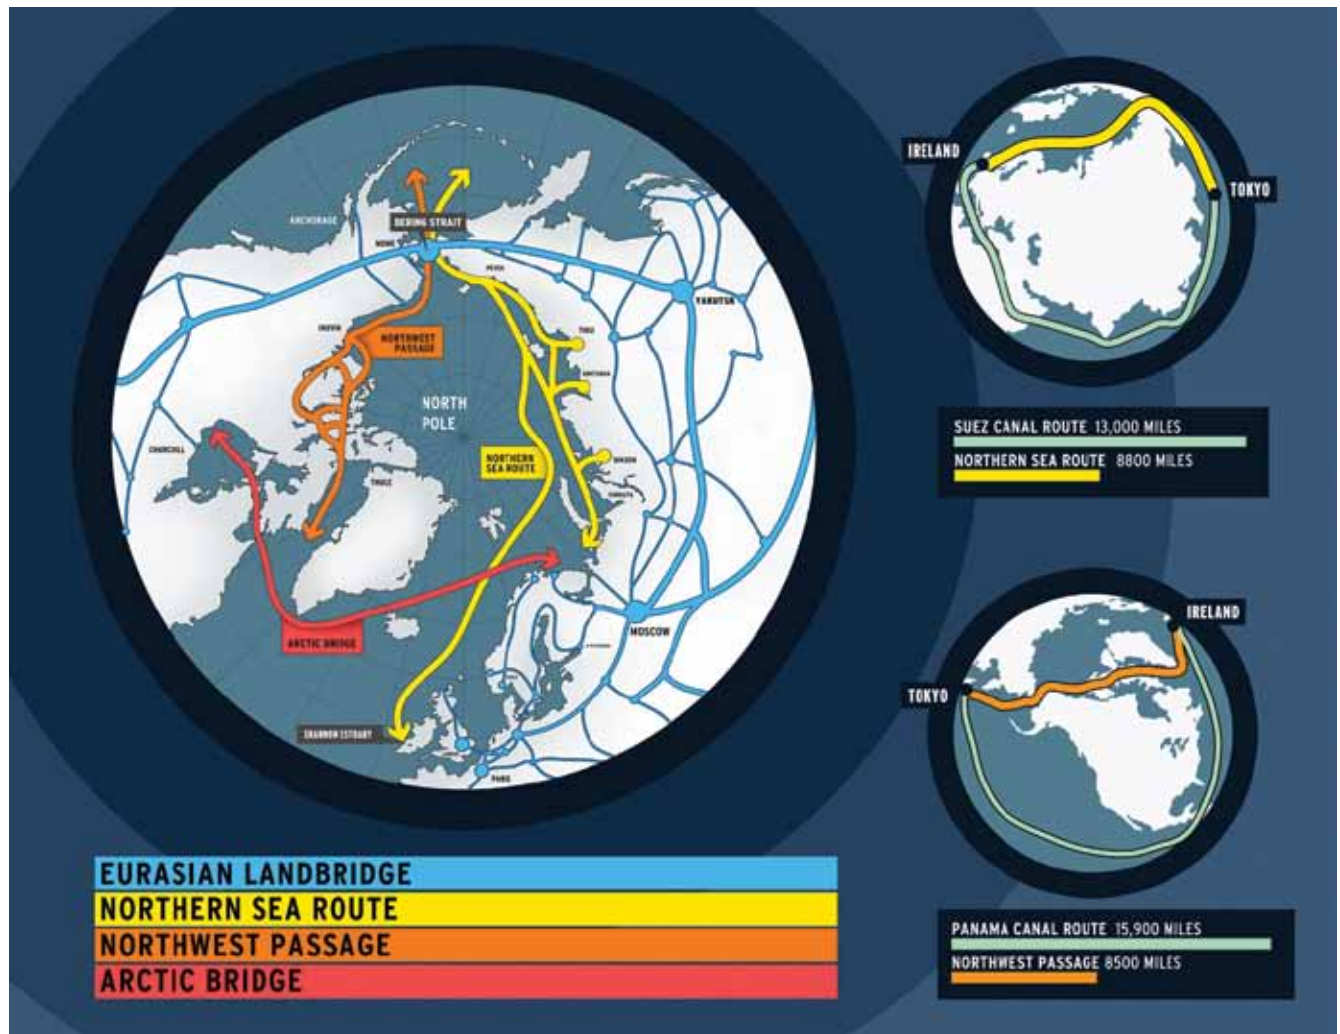 ANCHORAGE
BERING STRAIT
NOME
PEVEK
YAKUTSK
INUVIK
NORTHWEST
PASSAGE
TIKSI
NORTH
POLE
CHURCHILL
THULE
NORTHERN
SEA ROUTE
DIKSON
ARCTIC BRIDGE
MOSCOW
SHANNON ESTUARY
PARIS
IRELAND
TOKYO
SUEZ CANAL ROUTE 13,000 MILES
NORTHERN SEA ROUTE 8800 MILES
IRELAND
TOKYO
PANAMA CANAL ROUTE 15,900 MILES
NORTHWEST PASSAGE 8500 MILES
EURASIAN LANDBRIDGE
NORTHERN SEA ROUTE
NORTHWEST PASSAGE
ARCTIC BRIDGE